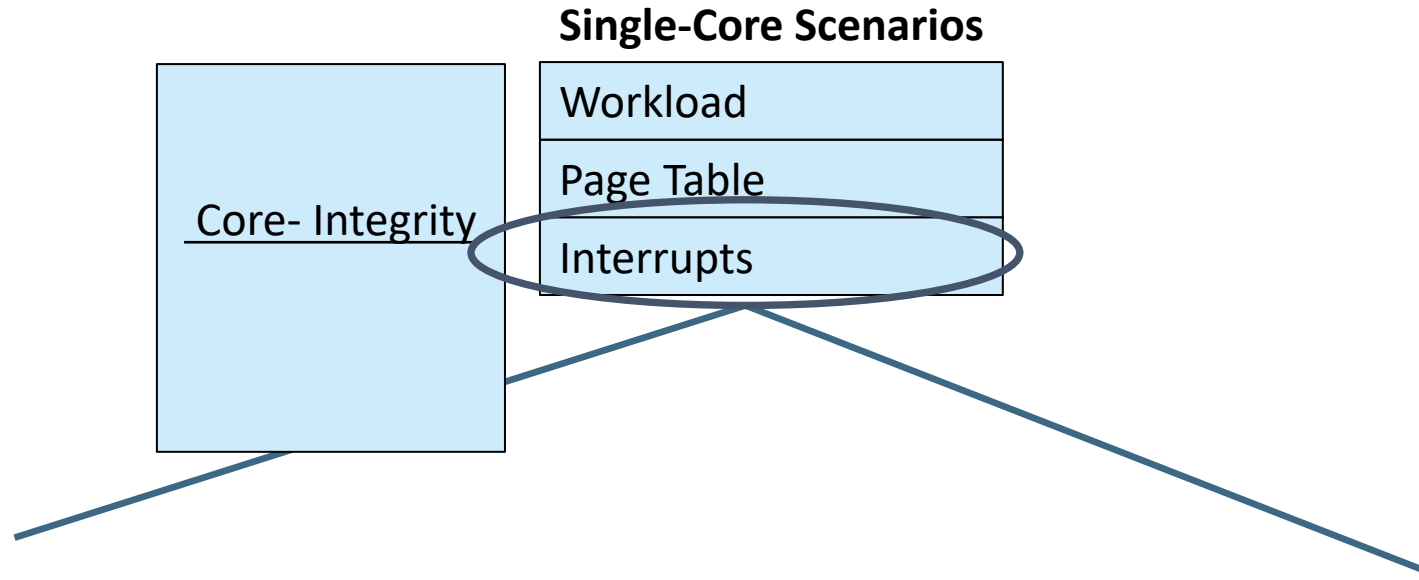 Single-Core Scenarios
Workload
Page Table
Core- Integrity
Interrupts